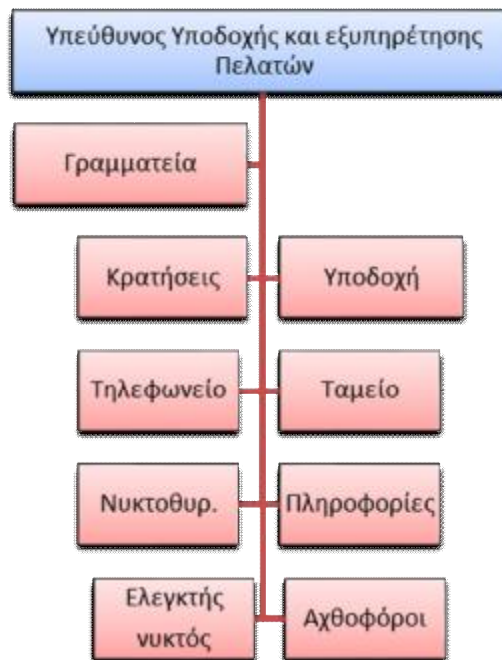 Υπεύθυνος Υποδοχής και εξυπηρέτησης
Πελατών
Γραμματεία
Κρατήσεις
Υποδοχή
Τηλεφωνείο
Ταμείο
Νυκτοθυρ.
Πληροφορίες
Ελεγκτής
νυκτός
Αχθοφόροι